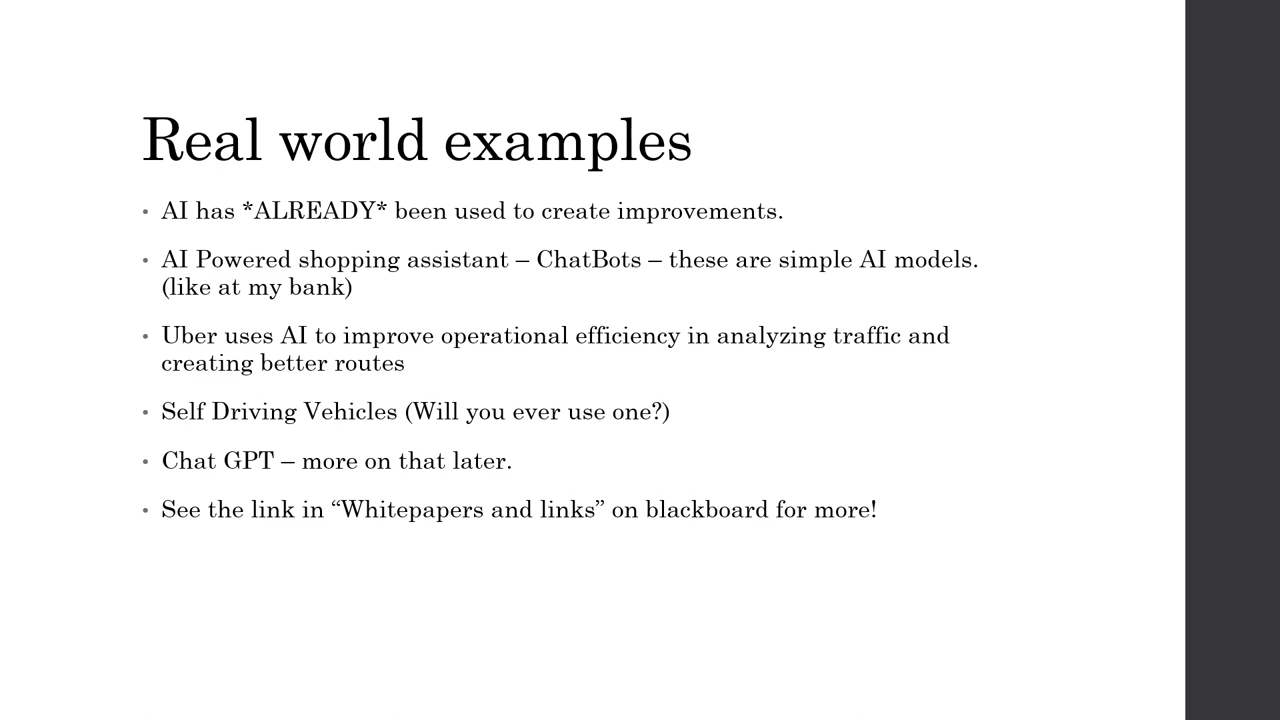 Real world examples
• AI has *ALREADY* been used to create improvements.
• AI Powered shopping assistant – ChatBots – these are simple AI models.
(like at my bank)
• Uber uses AI to improve operational efficiency in analyzing traffic and
creating better routes
• Self Driving Vehicles (Will you ever use one?)
• Chat GPT – more on that later.
• See the link in “Whitepapers and links” on blackboard for more!